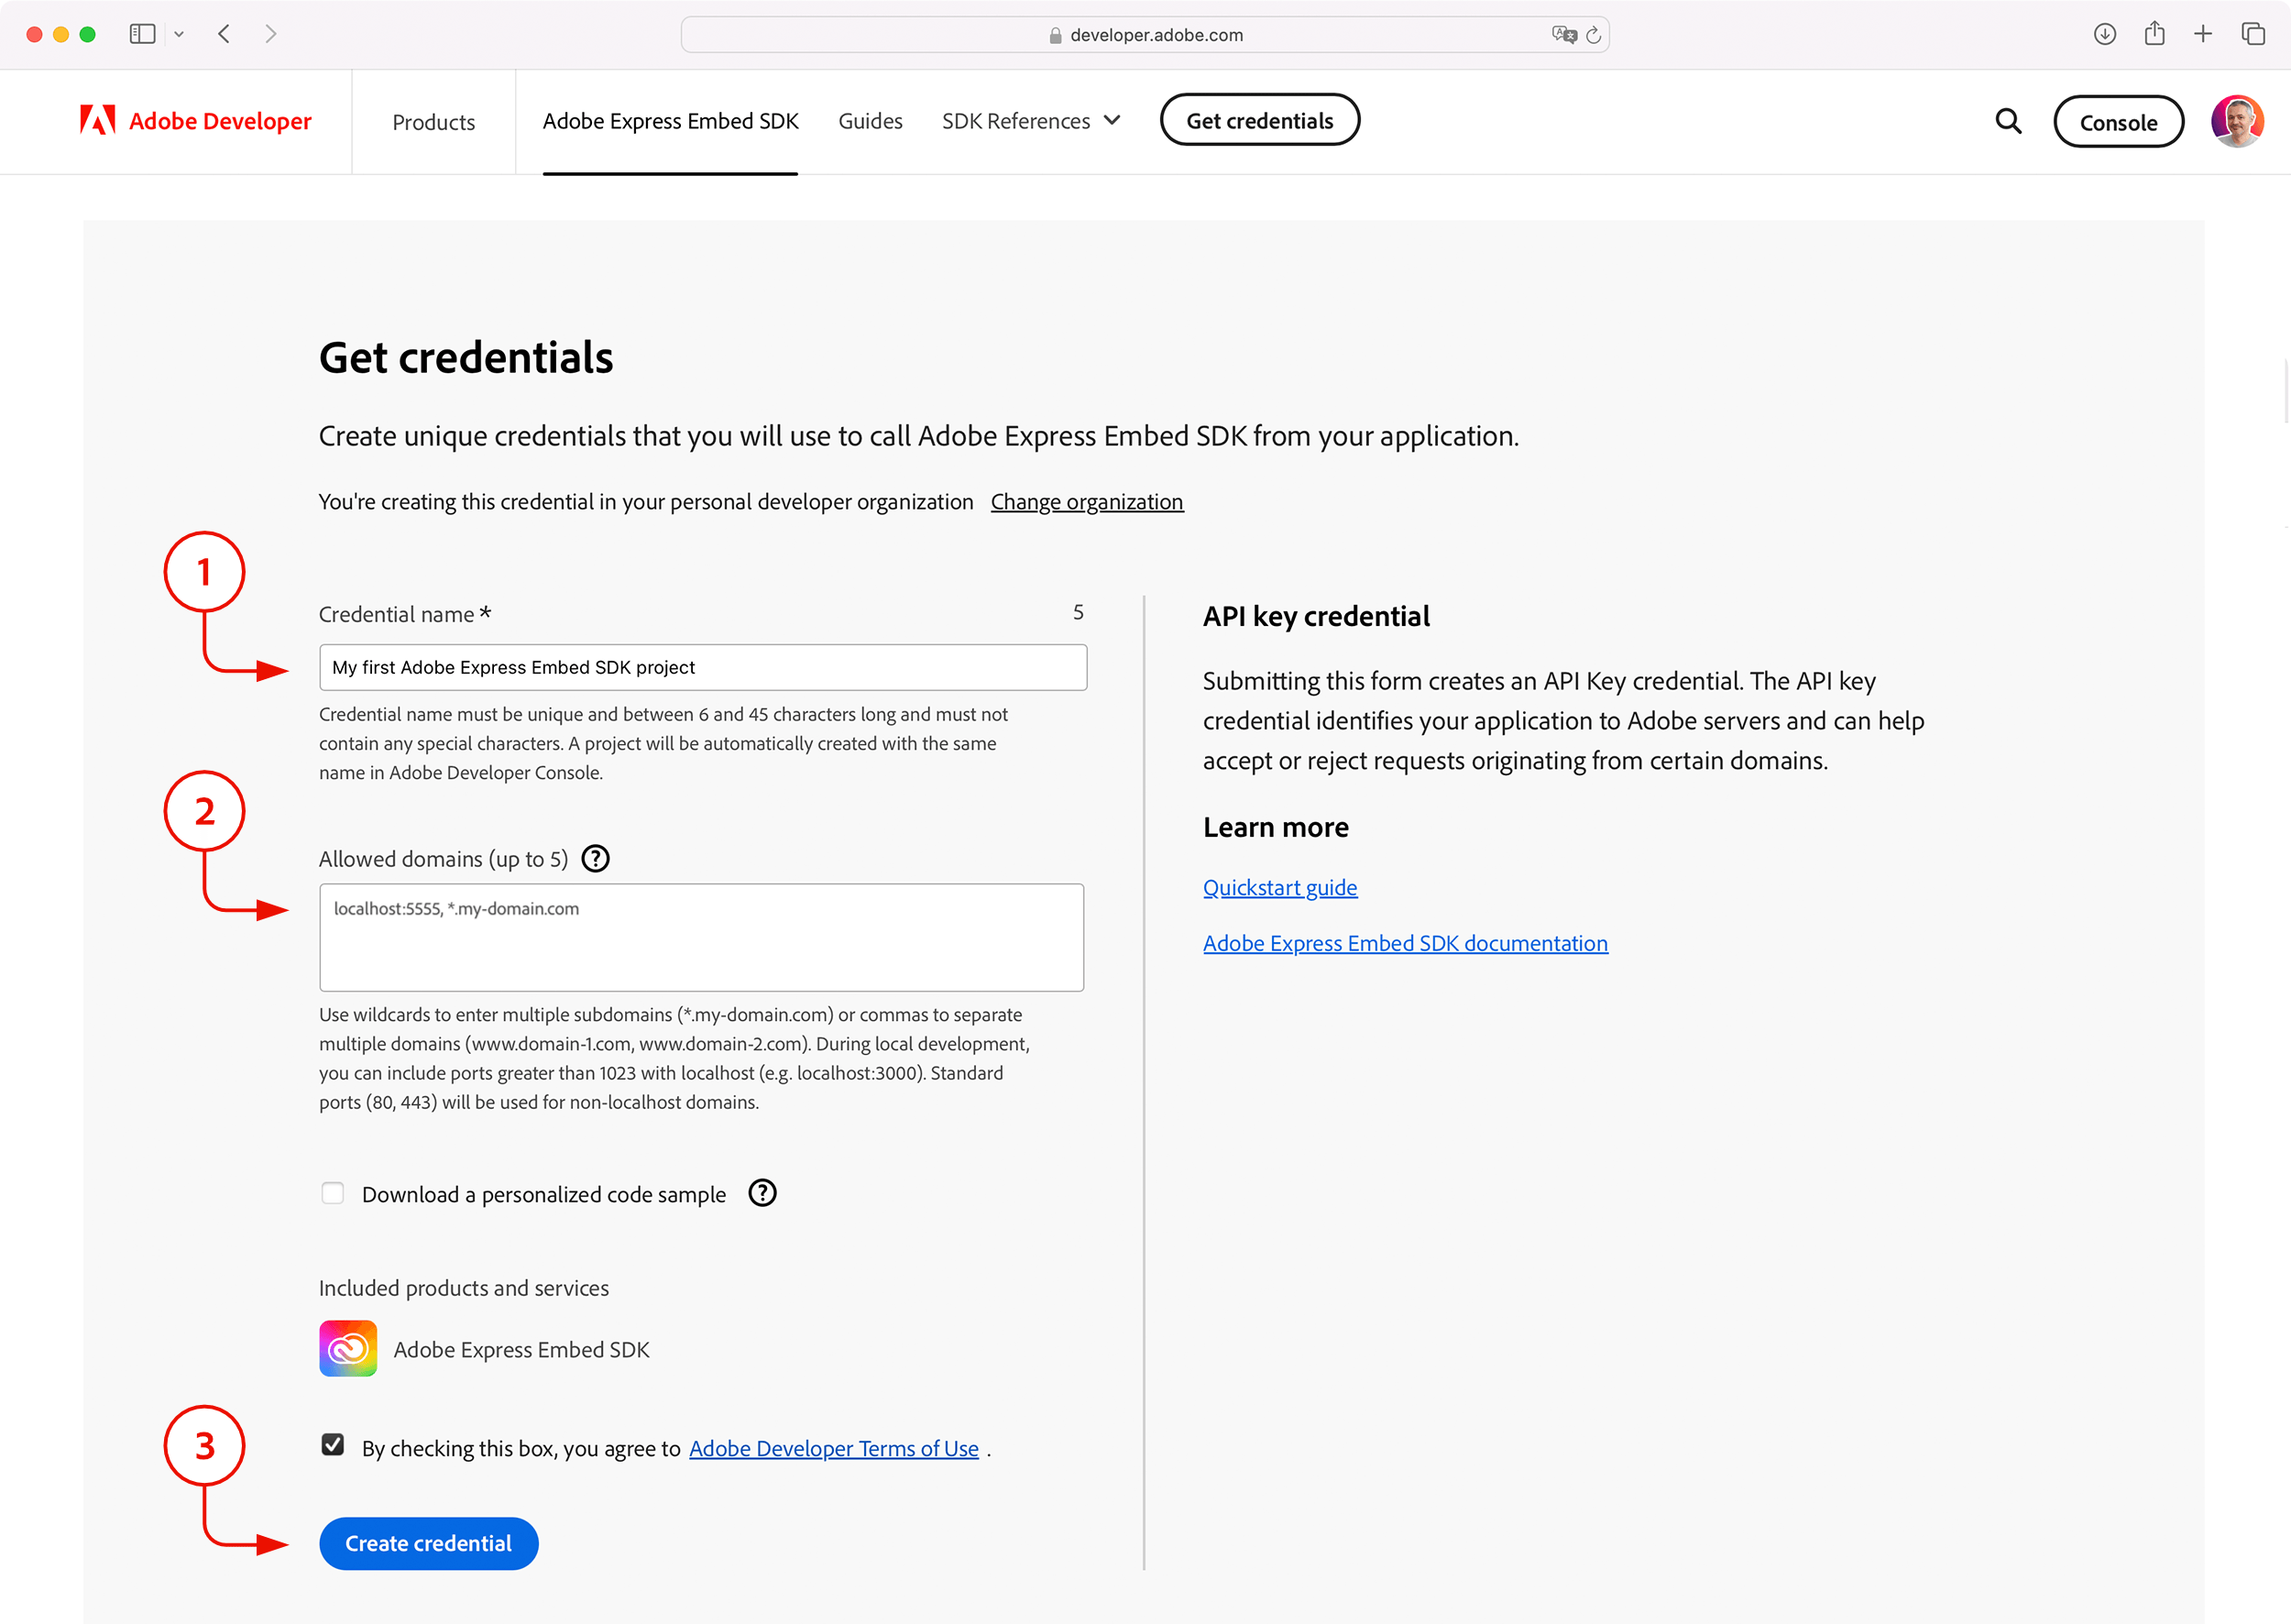 developer.adobe.com
Adobe Developer
Products
Adobe Express Embed SDK
Guides
SDK References
Get credentials
Console
Get credentials
Create unique credentials that you will use to call Adobe Express Embed SDK from your application.
You're creating this credential in your personal developer organization Change organization
1
Credential name *
5
My first Adobe Express Embed SDK project
Credential name must be unique and between 6 and 45 characters long and must not
contain any special characters. A project will be automatically created with the same
name in Adobe Developer Console.
2
Allowed domains (up to 5) ?
localhost:5555, *.my-domain.com
Use wildcards to enter multiple subdomains (*.my-domain.com) or commas to separate
multiple domains (www.domain-1.com, www.domain-2.com). During local development,
you can include ports greater than 1023 with localhost (e.g. localhost:3000). Standard
ports (80, 443) will be used for non-localhost domains.
Download a personalized code sample ?
Included products and services
Adobe Express Embed SDK
3
By checking this box, you agree to Adobe Developer Terms of Use .
Create credential
API key credential
Submitting this form creates an API Key credential. The API key
credential identifies your application to Adobe servers and can help
accept or reject requests originating from certain domains.
Learn more
Quickstart guide
Adobe Express Embed SDK documentation